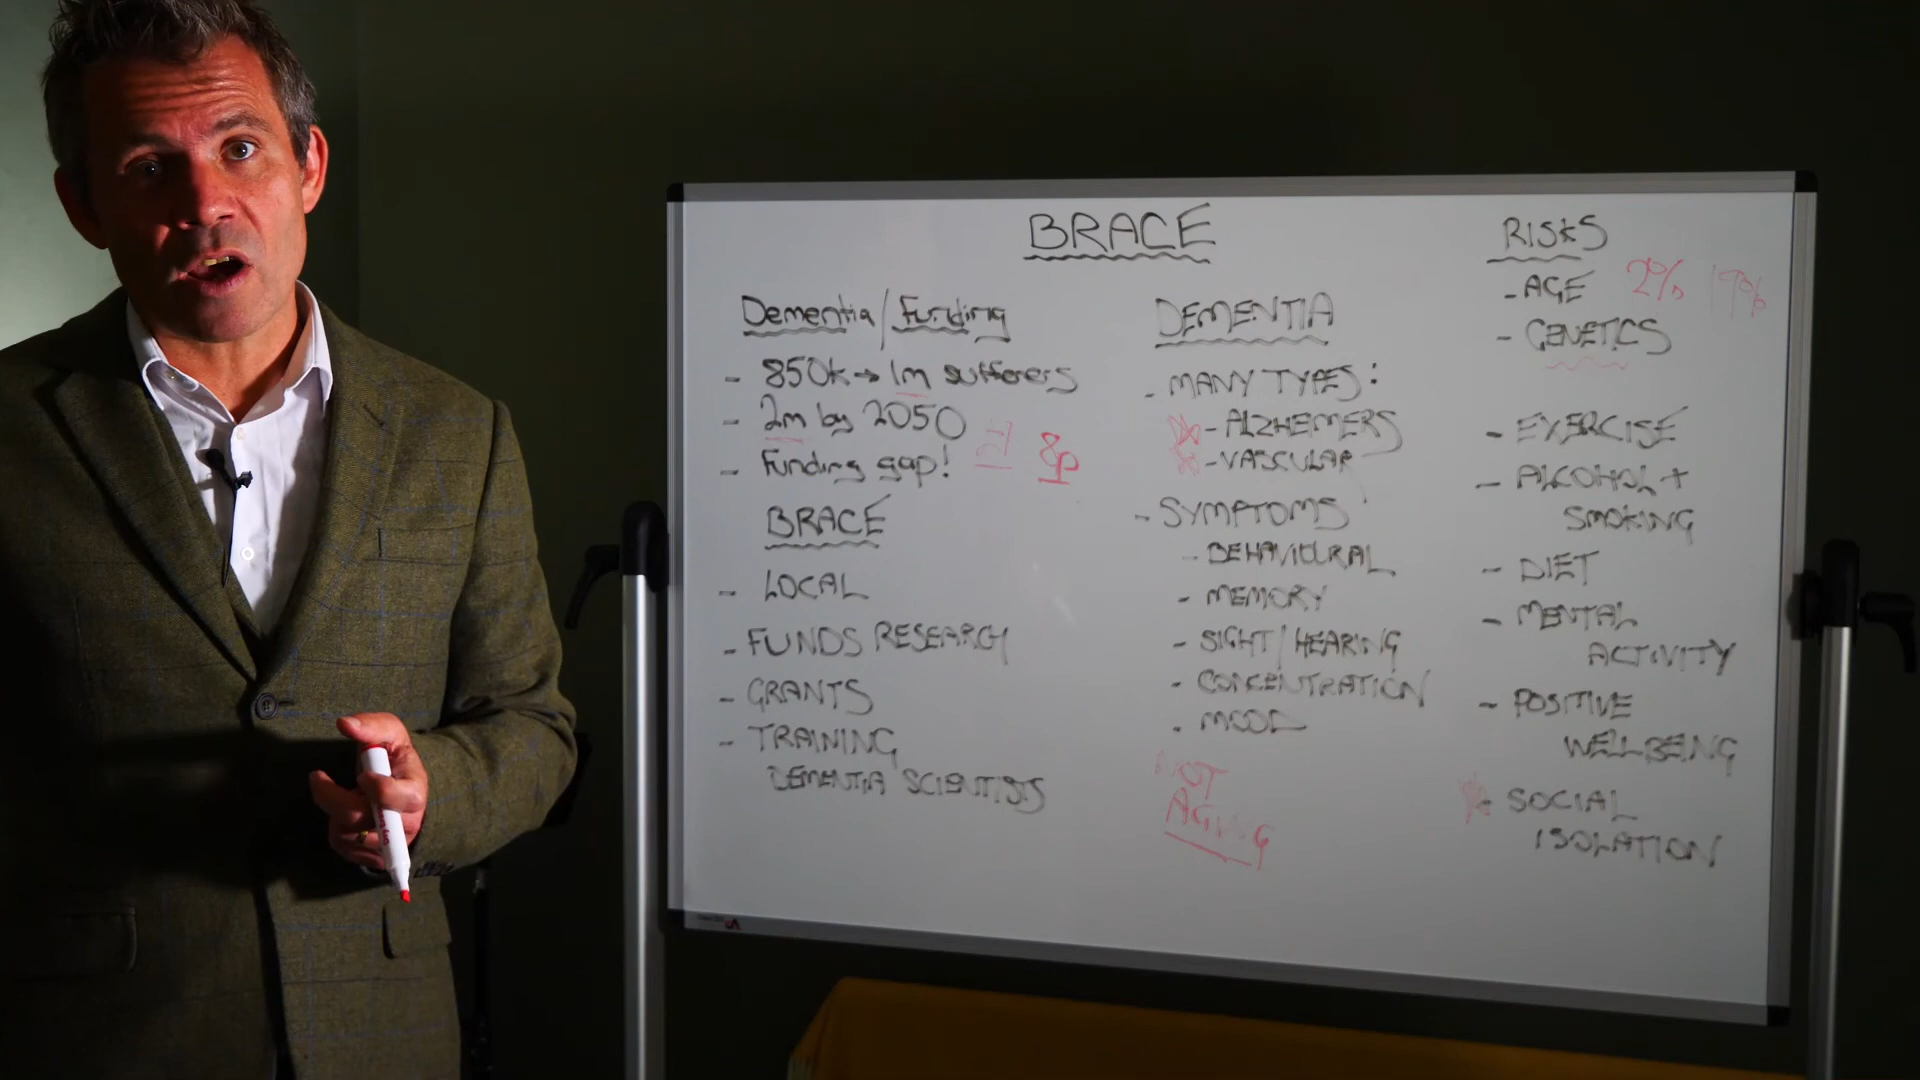 BRACE
Dementia/Funding
- 850k → 1m sufferers
- 2m by 2050
- Funding gap! £1 8p
BRACE
- LOCAL
- FUNDS RESEARCH
- GRANTS
- TRAINING
DEMENTIA SCIENTISTS
DEMENTIA
- MANY TYPES:
- ALZHEMERS
- VASCULAR
- SYMPTOMS
- BEHAVIOURAL
- MEMORY
- SIGHT/HEARING
- CONCENTRATION
- MOOD
NOT
AGING
RISKS
- AGE 2% 19%
- GENETICS
- EXERCISE
- ALCOHOL +
SMOKING
- DIET
- MENTAL
ACTIVITY
- POSITIVE
WELLBEING
- SOCIAL
ISOLATION